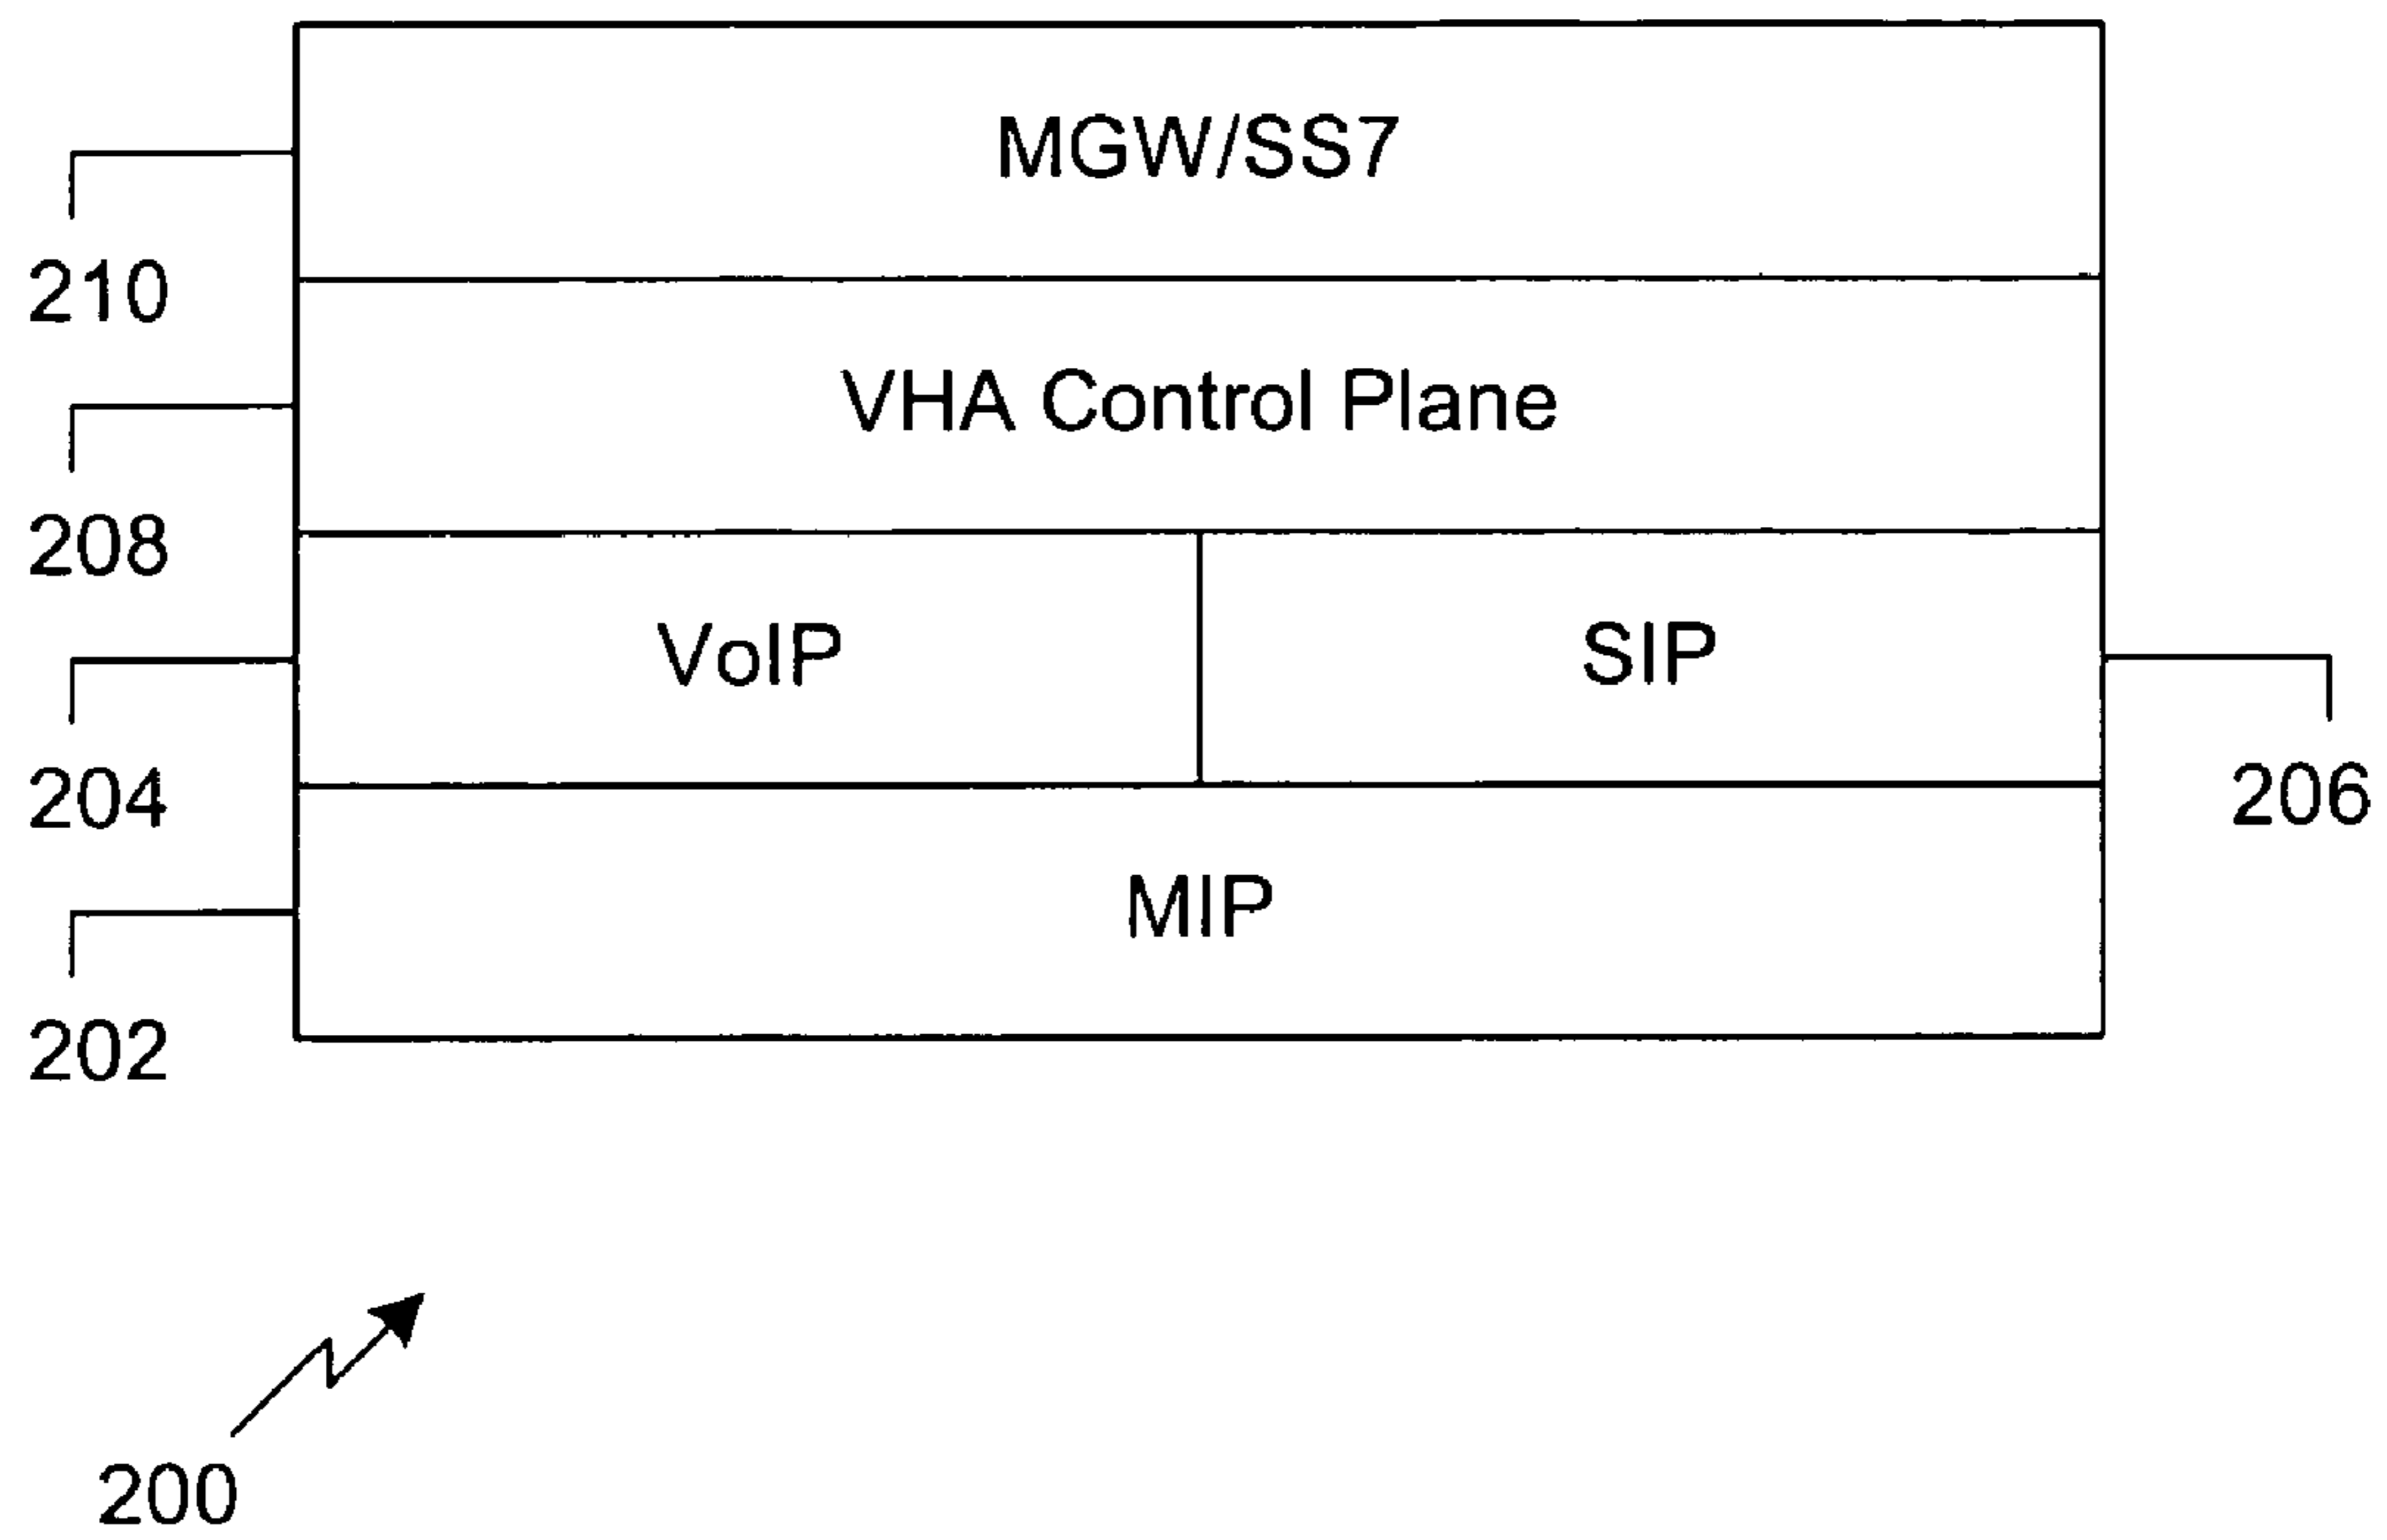 MGW/SS7
210
VHA Control Plane
208
VoIP
SIP
204
206
MIP
202
200